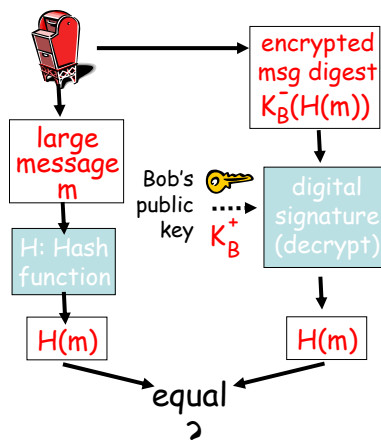 encrypted
msg digest
K_B^-(H(m))
large
message
m
H: Hash
function
H(m)
Bob's
public
key
K_B^+
digital
signature
(decrypt)
H(m)
equal
?